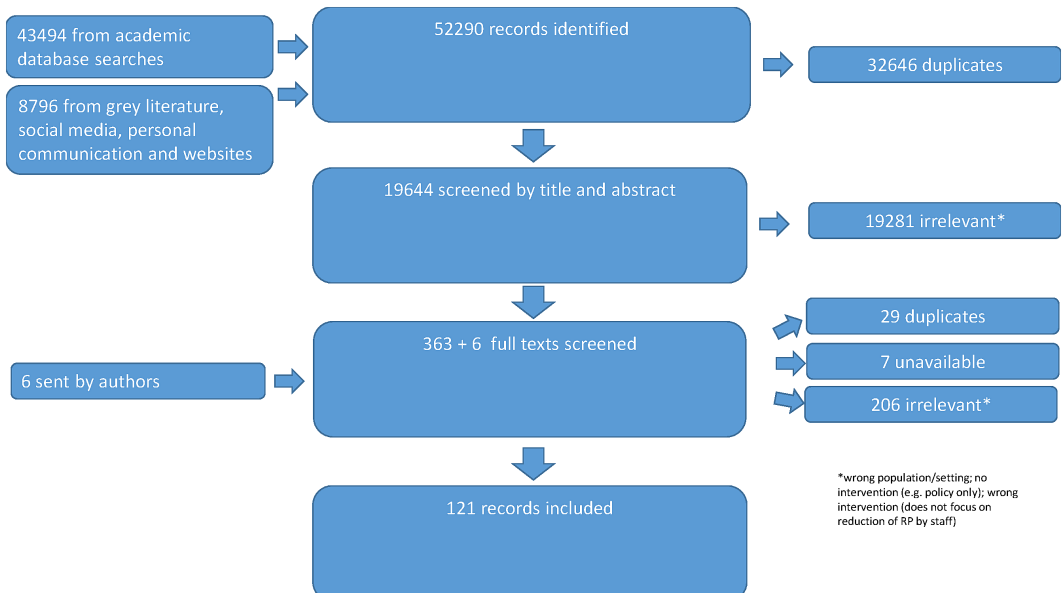 43494 from academic
database searches
8796 from grey literature,
social media, personal
communication and websites
52290 records identified
32646 duplicates
19644 screened by title and abstract
19281 irrelevant*
6 sent by authors
363 + 6 full texts screened
29 duplicates
7 unavailable
206 irrelevant*
121 records included
*wrong population/setting; no
intervention (e.g. policy only); wrong
intervention (does not focus on
reduction of RP by staff)